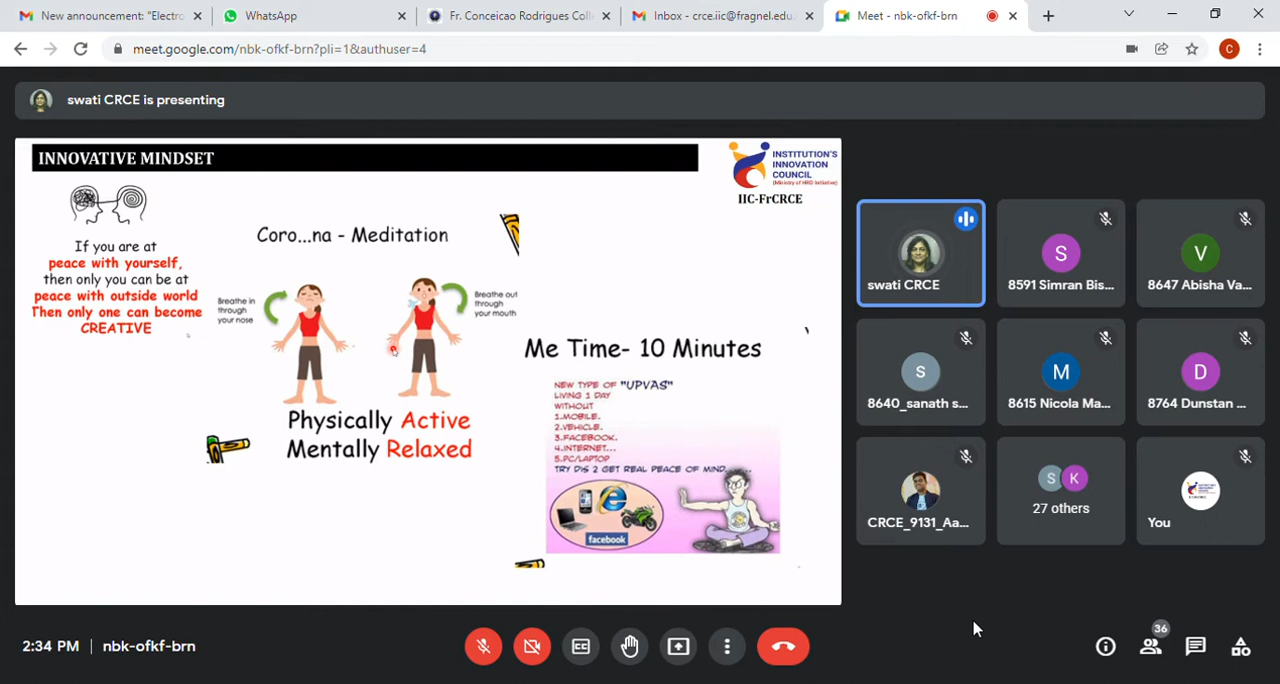 New announcement: "Electro
WhatsApp
Fr. Conceicao Rodrigues Coll
Inbox - crce.iic@fragnel.edu.
Meet - nbk-ofkf-brn
meet.google.com/nbk-ofkf-brn?pli=1&authuser=4
C
swati CRCE is presenting
INNOVATIVE MINDSET
INSTITUTION'S
INNOVATION
COUNCIL
(Ministry of HRD Initiative)
IIC-FrCRCE
If you are at
peace with yourself,
then only you can be at
peace with outside world
Then only one can become
CREATIVE
Coro...na - Meditation
Breathe in
through
your nose
Breathe out
through
your mouth
Physically Active
Mentally Relaxed
Me Time- 10 Minutes
NEW TYPE OF "UPVAS"
LIVING 1 DAY
WITHOUT
1.MOBILE.
2.VEHICLE.
3.FACEBOOK.
4.INTERNET...
5.PC/LAPTOP
TRY DIS 2 GET REAL PEACE OF MIND......
facebook
swati CRCE
S
8591 Simran Bis...
V
8647 Abisha Va...
S
8640_sanath s...
M
8615 Nicola Ma...
D
8764 Dunstan ...
CRCE_9131_Aa...
S K
27 others
You
2:34 PM | nbk-ofkf-brn
36